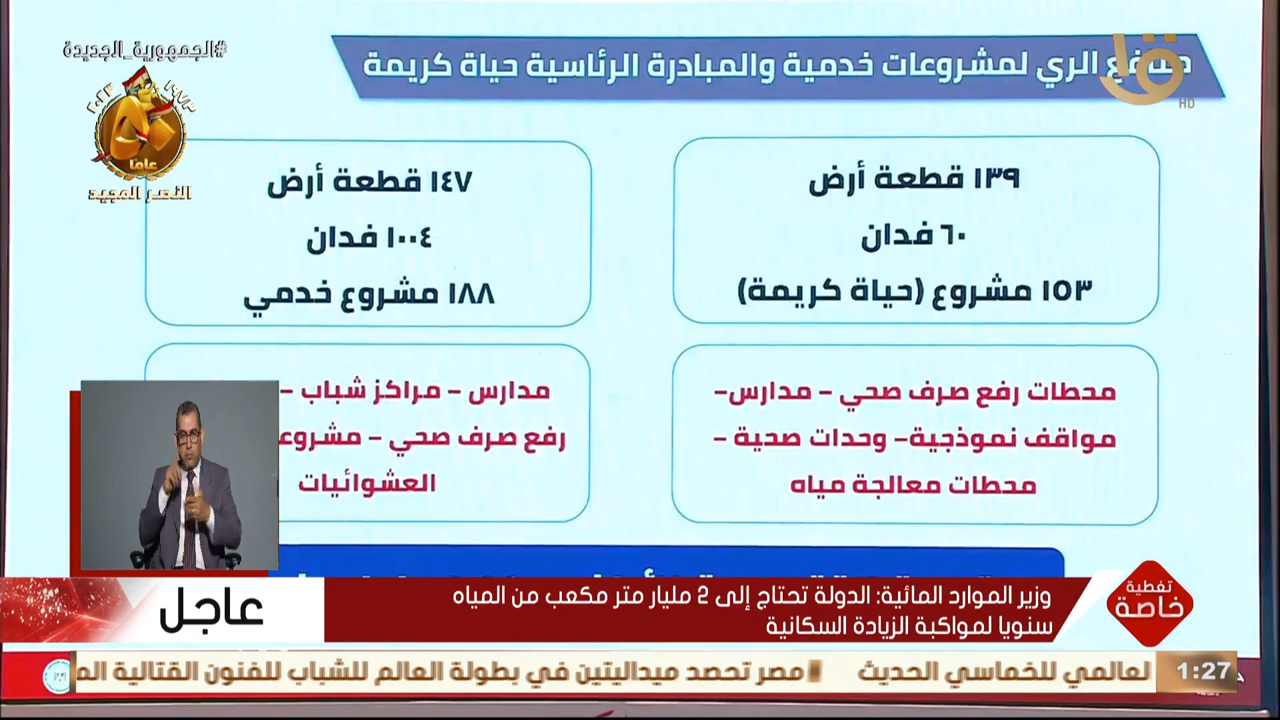 #الجمهورية_الجديدة
١٩٧٣
٢٠٢٣
٥٠
عاما
النصر المجيد
HD
الري لمشروعات خدمية والمبادرة الرئاسية حياة كريمة
١٣٩ قطعة أرض
٦٠ فدان
١٥٣ مشروع (حياة كريمة)
١٤٧ قطعة أرض
١٠٠٤ فدان
١٨٨ مشروع خدمي
محطات رفع صرف صحي – مدارس–
مواقف نموذجية– وحدات صحية –
محطات معالجة مياه
مدارس – مراكز شباب –
رفع صرف صحي –
العشوائيات
تغطية
خاصة
وزير الموارد المائية: الدولة تحتاج إلى 2 مليار متر مكعب من المياه
سنويا لمواكبة الزيادة السكانية
عاجل
1:27
لعالمي للخماسي الحديث
مصر تحصد ميداليتين في بطولة العالم للشباب للفنون القتالية